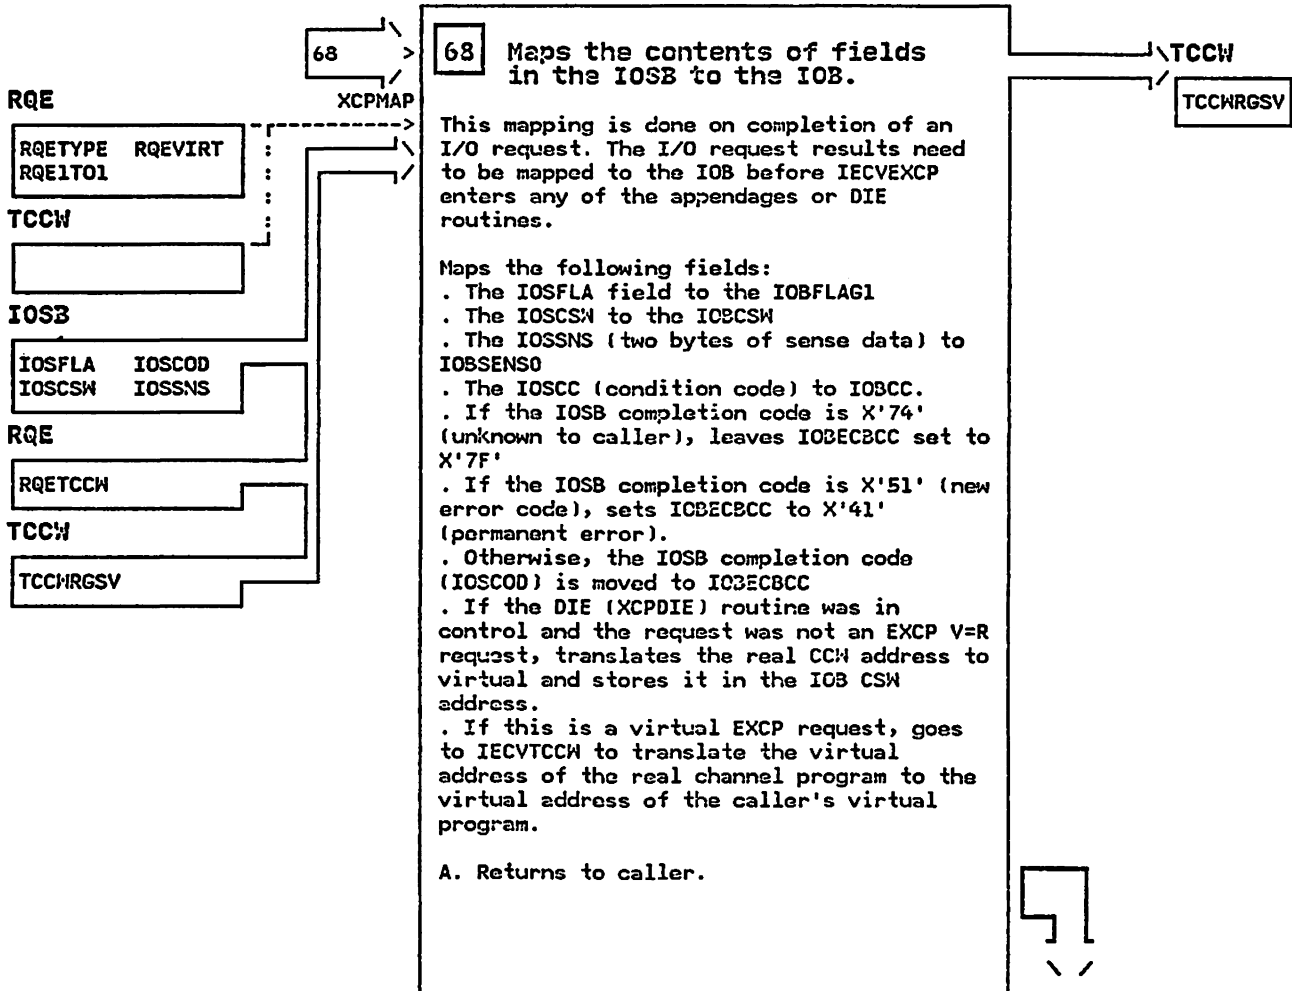 68
XCPMAP
RQE
RQETYPE RQEVIRT
RQE1TO1
TCCW
IOSB
IOSFLA IOSCOD
IOSCSW IOSSNS
RQE
RQETCCW
TCCW
TCCWRGSV
68 Maps the contents of fields
in the IOSB to the IOB.
This mapping is done on completion of an
I/O request. The I/O request results need
to be mapped to the IOB before IECVEXCP
enters any of the appendages or DIE
routines.
Maps the following fields:
. The IOSFLA field to the IOBFLAG1
. The IOSCSW to the IOBCSW
. The IOSSNS (two bytes of sense data) to
IOBSENS0
. The IOSCC (condition code) to IOBCC.
. If the IOSB completion code is X'74'
(unknown to caller), leaves IOBECBCC set to
X'7F'
. If the IOSB completion code is X'51' (new
error code), sets IOBECBCC to X'41'
(permanent error).
. Otherwise, the IOSB completion code
(IOSCOD) is moved to IOBECBCC
. If the DIE (XCPDIE) routine was in
control and the request was not an EXCP V=R
request, translates the real CCW address to
virtual and stores it in the IOB CSW
address.
. If this is a virtual EXCP request, goes
to IECVTCCW to translate the virtual
address of the real channel program to the
virtual address of the caller's virtual
program.
A. Returns to caller.
TCCW
TCCWRGSV